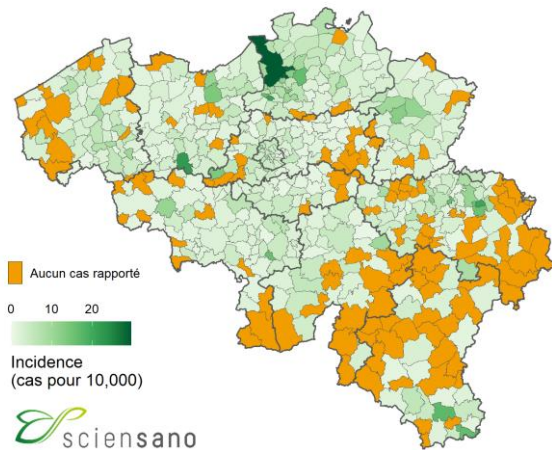 Aucun cas rapporté
0 10 20
Incidence
(cas pour 10,000)
sciensano